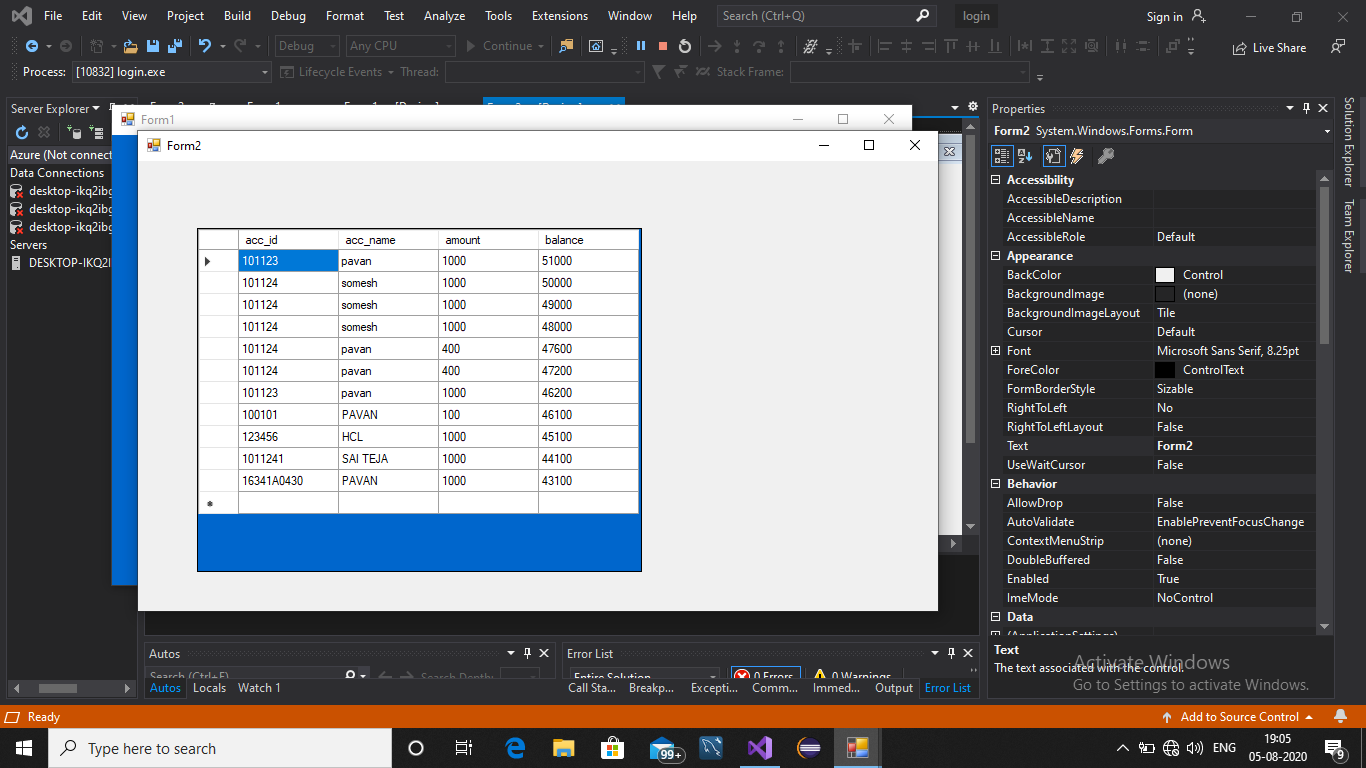 File Edit View Project Build Debug Format Test Analyze Tools Extensions Window Help Search (Ctrl+Q) login Sign in
Debug Any CPU Continue Live Share
Process: [10832] login.exe Lifecycle Events Thread: Stack Frame:
Server Explorer
Azure (Not connect
Data Connections
desktop-ikq2ibg
desktop-ikq2ibg
desktop-ikq2ibg
Servers
DESKTOP-IKQ2I
Form1
Form2
acc_id acc_name amount balance
101123 pavan 1000 51000
101124 somesh 1000 50000
101124 somesh 1000 49000
101124 somesh 1000 48000
101124 pavan 400 47600
101124 pavan 400 47200
101123 pavan 1000 46200
100101 PAVAN 100 46100
123456 HCL 1000 45100
1011241 SAI TEJA 1000 44100
16341A0430 PAVAN 1000 43100
Properties
Form2 System.Windows.Forms.Form
Accessibility
AccessibleDescription
AccessibleName
AccessibleRole Default
Appearance
BackColor Control
BackgroundImage (none)
BackgroundImageLayout Tile
Cursor Default
Font Microsoft Sans Serif, 8.25pt
ForeColor ControlText
FormBorderStyle Sizable
RightToLeft No
RightToLeftLayout False
Text Form2
UseWaitCursor False
Behavior
AllowDrop False
AutoValidate EnablePreventFocusChange
ContextMenuStrip (none)
DoubleBuffered False
Enabled True
ImeMode NoControl
Data
(ApplicationSettings)
Text
The text associated with the control.
Solution Explorer
Team Explorer
Autos
Search (Ctrl+E) Search Depth:
Autos Locals Watch 1
Error List
Entire Solution 0 Errors 0 Warnings
Call Sta... Breakp... Excepti... Comm... Immed... Output Error List
Activate Windows
Go to Settings to activate Windows.
Ready Add to Source Control
Type here to search 99+ ENG 19:05
05-08-2020 9